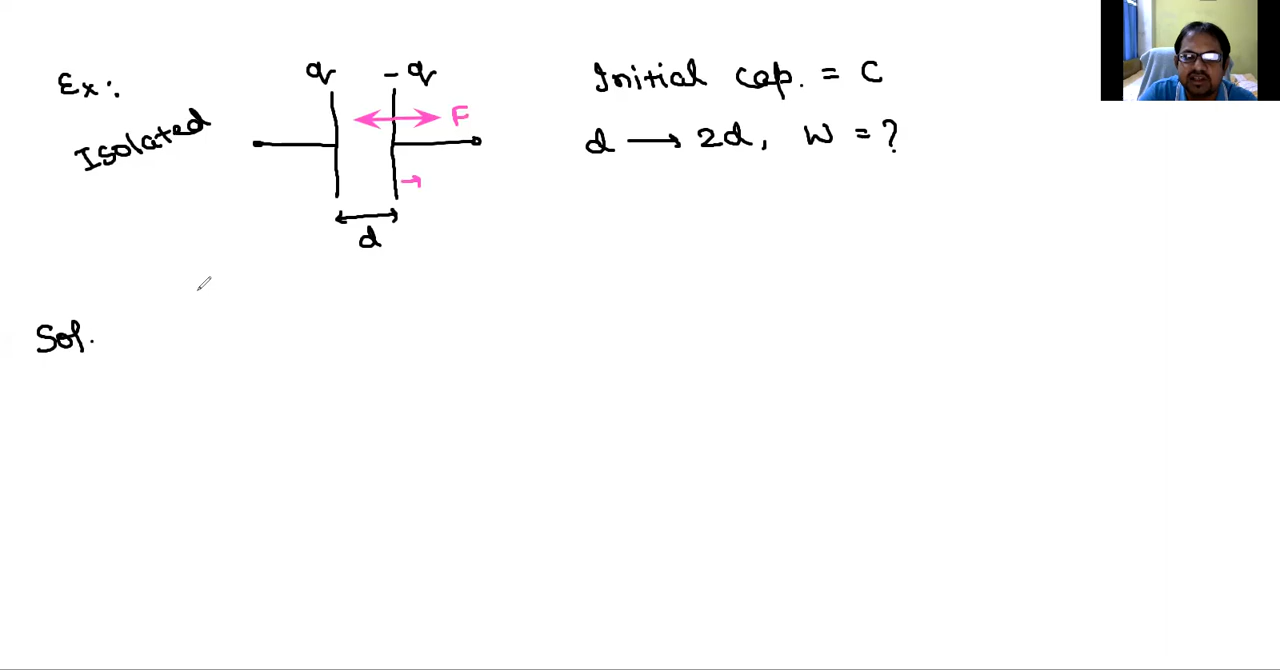 Ex:
Isolated
q -q
F
d
Initial cap. = C
d → 2d, W = ?
Sol.